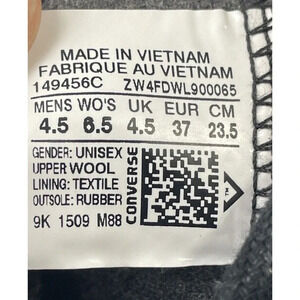 MADE IN VIETNAM
FABRIQUE AU VIETNAM
149456C ZW4FDWL900065
MENS WO'S UK EUR CM
4.5 6.5 4.5 37 23.5
GENDER: UNISEX
UPPER WOOL
LINING: TEXTILE
OUTSOLE: RUBBER
9K 1509 M88
CONVERSE